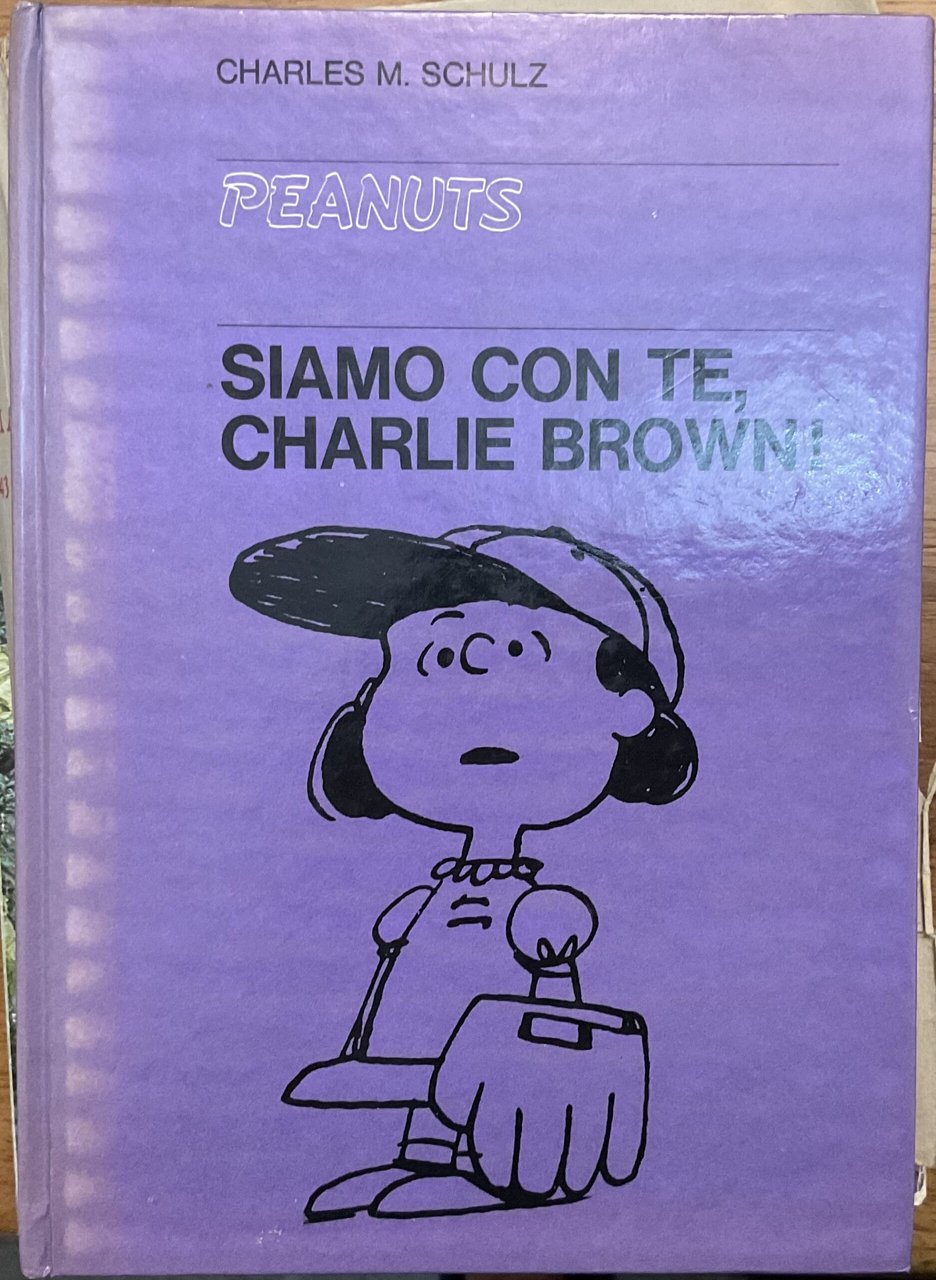 CHARLES M. SCHULZ
PEANUTS
SIAMO CON TE,
CHARLIE BROWN!